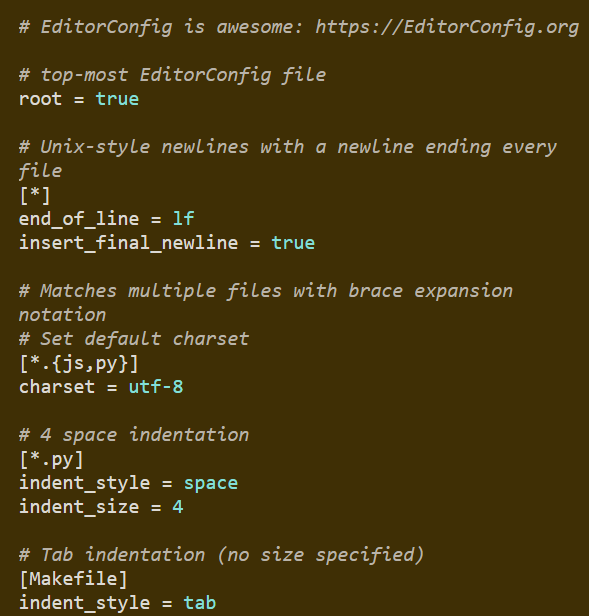 # EditorConfig is awesome: https://EditorConfig.org

# top-most EditorConfig file
root = true

# Unix-style newlines with a newline ending every
file
[*]
end_of_line = lf
insert_final_newline = true

# Matches multiple files with brace expansion
notation
# Set default charset
[*.{js,py}]
charset = utf-8

# 4 space indentation
[*.py]
indent_style = space
indent_size = 4

# Tab indentation (no size specified)
[Makefile]
indent_style = tab